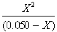 X²
(0.050 – X)